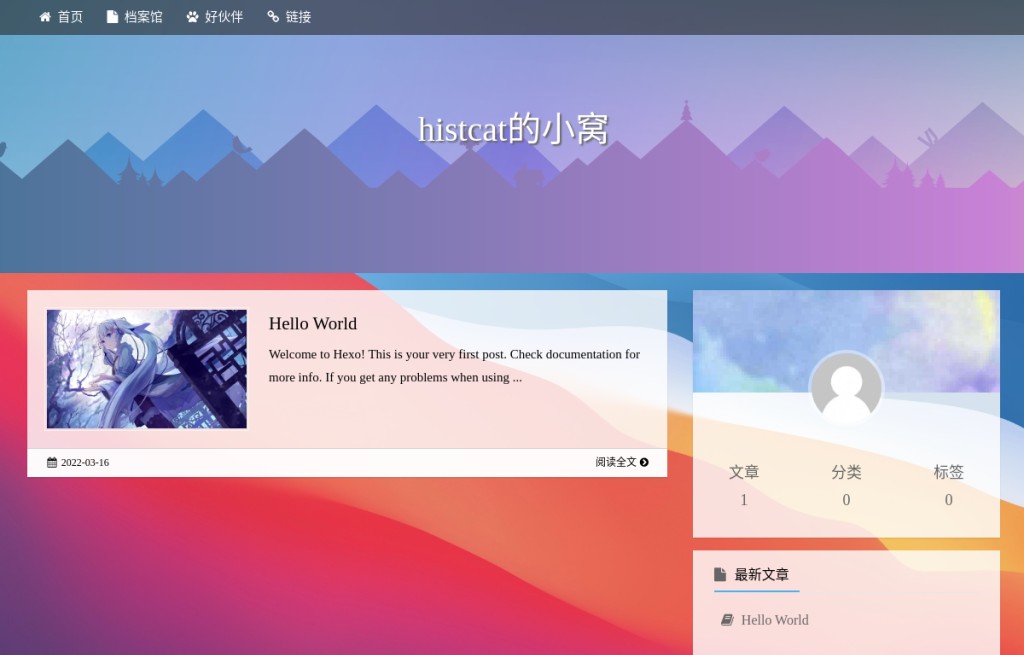 首页 档案馆 好伙伴 链接
histcat的小窝
Hello World
Welcome to Hexo! This is your very first post. Check documentation for
more info. If you get any problems when using ...
2022-03-16 阅读全文
文章 分类 标签
1 0 0
最新文章
Hello World